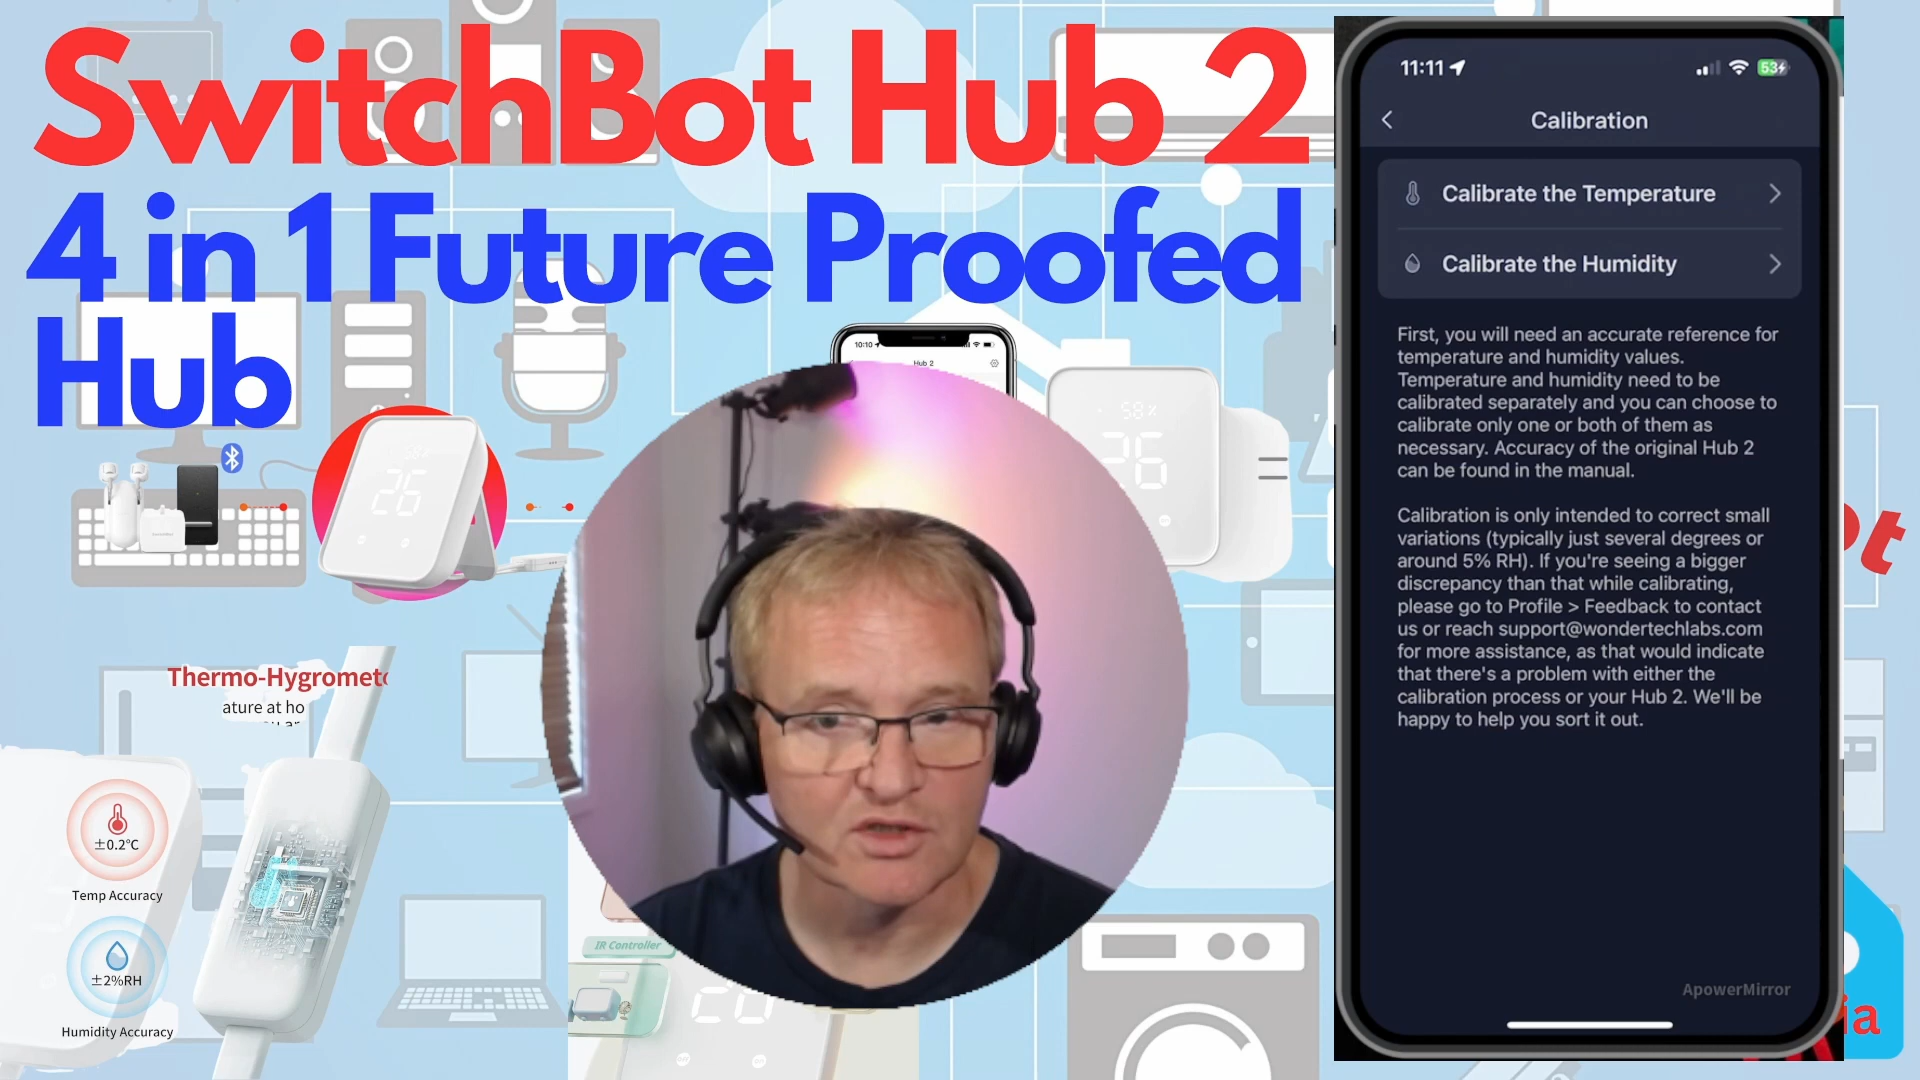 SwitchBot Hub 2
4 in 1 Future Proofed
Hub
10:10
Hub 2
58%
26
26
Thermo-Hygromet
ature at ho
±0.2°C
Temp Accuracy
±2%RH
Humidity Accuracy
IR Controller
11:11
53
Calibration
Calibrate the Temperature
Calibrate the Humidity
First, you will need an accurate reference for
temperature and humidity values.
Temperature and humidity need to be
calibrated separately and you can choose to
calibrate only one or both of them as
necessary. Accuracy of the original Hub 2
can be found in the manual.
Calibration is only intended to correct small
variations (typically just several degrees or
around 5% RH). If you're seeing a bigger
discrepancy than that while calibrating,
please go to Profile > Feedback to contact
us or reach support@wondertechlabs.com
for more assistance, as that would indicate
that there's a problem with either the
calibration process or your Hub 2. We'll be
happy to help you sort it out.
ApowerMirror